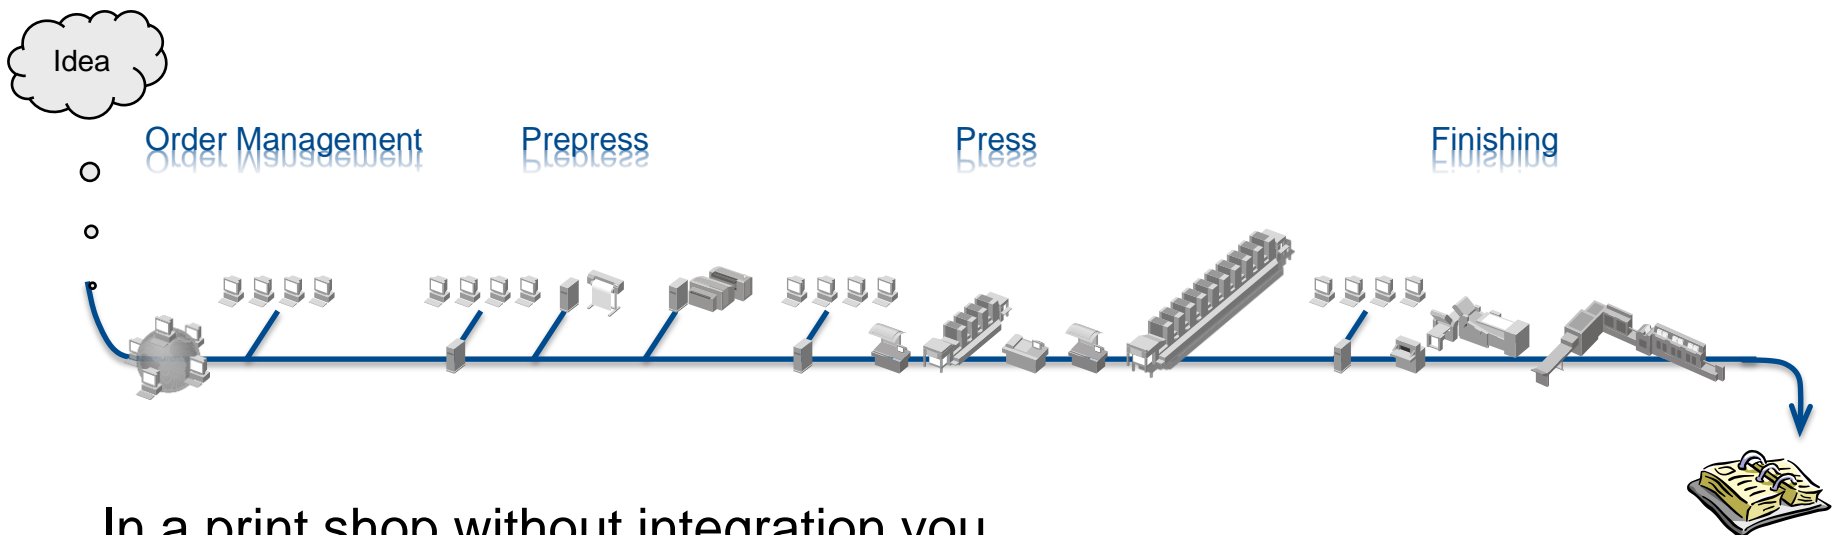 Idea
Order Management Prepress Press Finishing
In a print shop without integration you